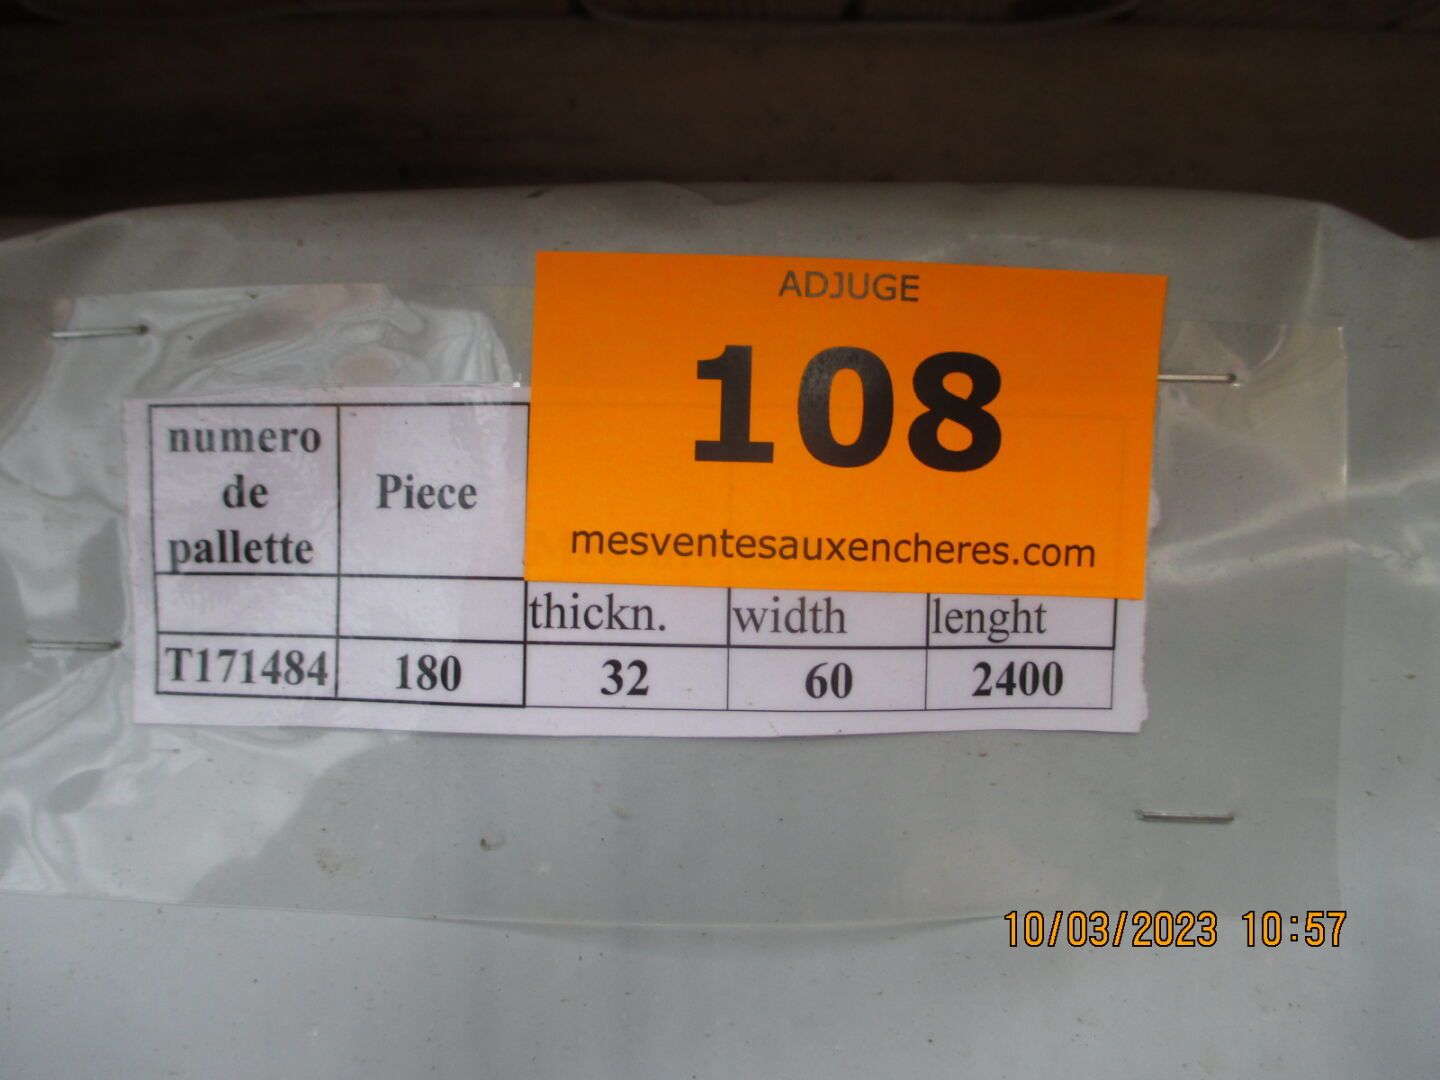 ADJUGE
108
mesventesauxencheres.com
numero
de
pallette
Piece
thickn. width lenght
T171484 180 32 60 2400
10/03/2023 10:57